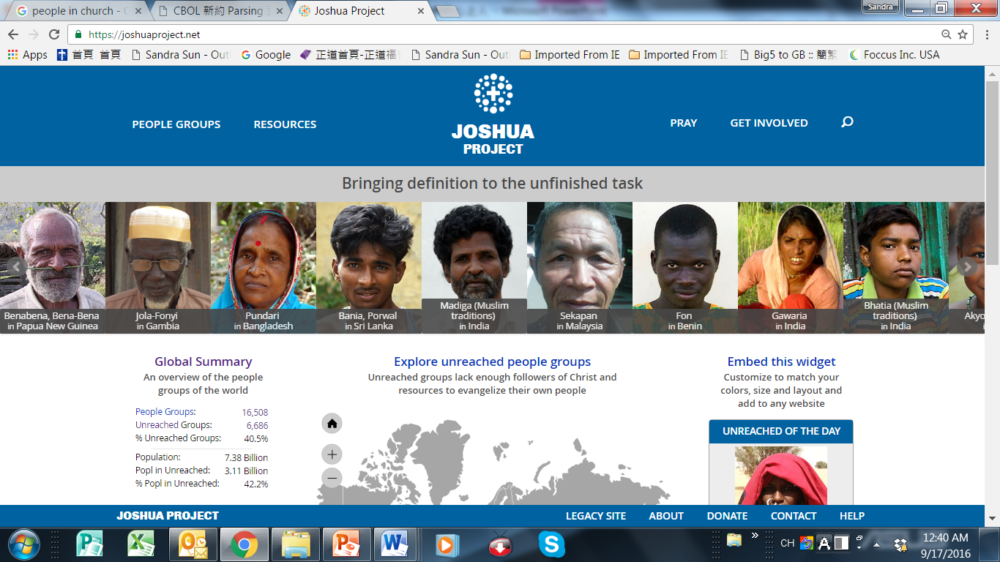 people in church - G
CBOL 新約 Parsing
Joshua Project
Sandra
https://joshuaproject.net
Apps
首頁 首頁
Sandra Sun - Out
Google
正道首頁-正道福
Sandra Sun - Out
Imported From IE
Imported From IE
Big5 to GB :: 簡繁
Foccus Inc. USA
PEOPLE GROUPS
RESOURCES
JOSHUA
PROJECT
PRAY
GET INVOLVED
Bringing definition to the unfinished task
Benabena, Bena-Bena
in Papua New Guinea
Jola-Fonyi
in Gambia
Pundari
in Bangladesh
Bania, Porwal
in Sri Lanka
Madiga (Muslim
traditions)
in India
Sekapan
in Malaysia
Fon
in Benin
Gawaria
in India
Bhatia (Muslim
traditions)
in India
Akyo
Global Summary
An overview of the people
groups of the world
People Groups: 16,508
Unreached Groups: 6,686
% Unreached Groups: 40.5%
Population: 7.38 Billion
Popl in Unreached: 3.11 Billion
% Popl in Unreached: 42.2%
Explore unreached people groups
Unreached groups lack enough followers of Christ and
resources to evangelize their own people
Embed this widget
Customize to match your
colors, size and layout and
add to any website
UNREACHED OF THE DAY
JOSHUA PROJECT
LEGACY SITE
ABOUT
DONATE
CONTACT
HELP
CH
12:40 AM
9/17/2016